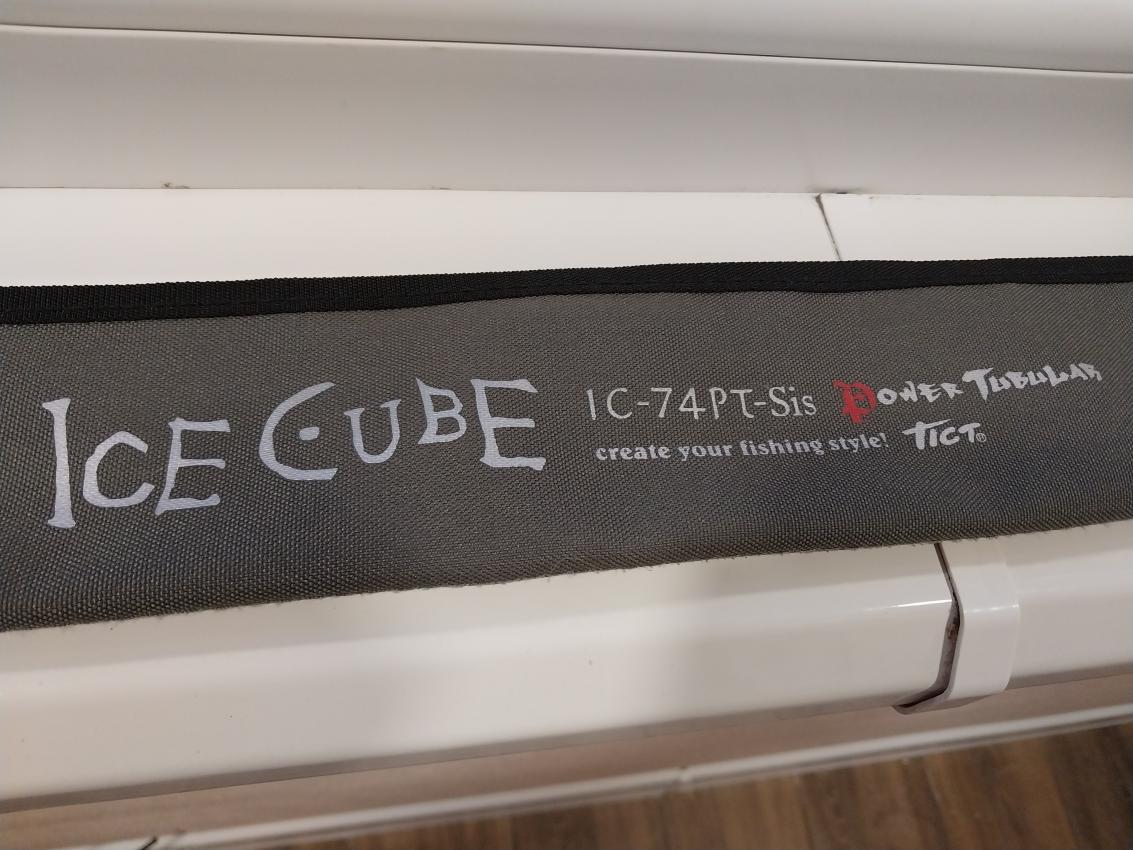 ICE CUBE
IC-74PT-Sis POWER TUBULAR
create your fishing style! TICT®